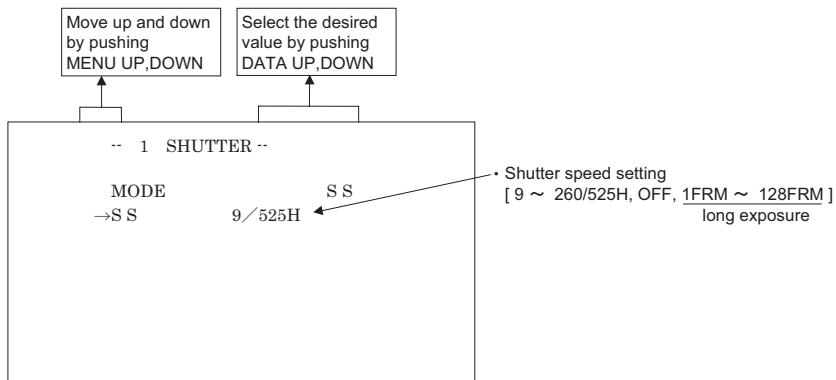 Move up and down
by pushing
MENU UP,DOWN
Select the desired
value by pushing
DATA UP,DOWN
-- 1 SHUTTER --
MODE S S
→S S 9／525H
・ Shutter speed setting
[ 9 ～ 260/525H, OFF, 1FRM ～ 128FRM ]
long exposure